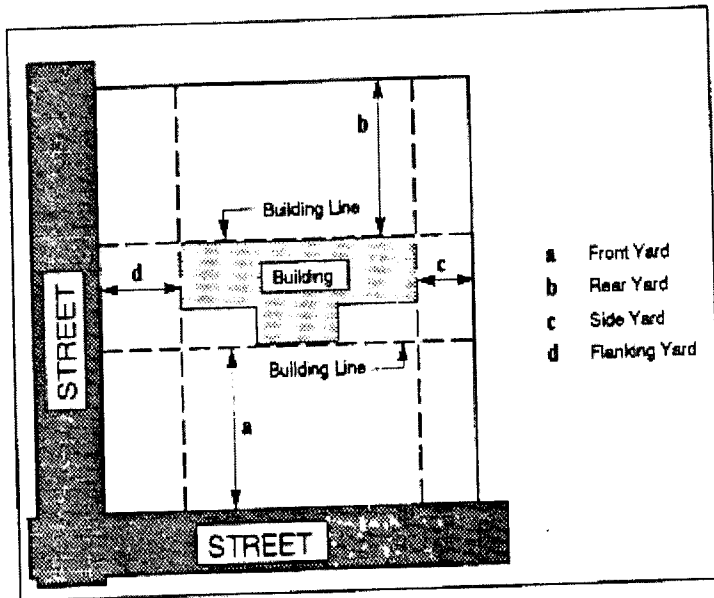 b
Building Line
d
Building
c
STREET
Building Line
a
STREET
a Front Yard
b Rear Yard
c Side Yard
d Flanking Yard